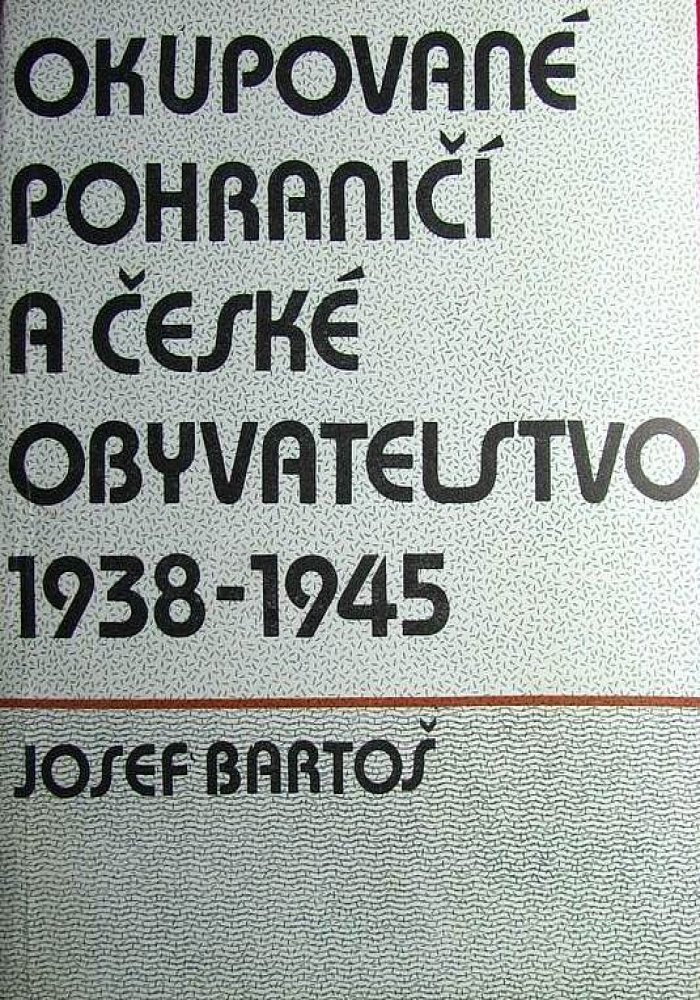 OKUPOVANÉ
POHRANIČÍ
A ČESKÉ
OBYVATELSTVO
1938-1945
JOSEF BARTOŠ